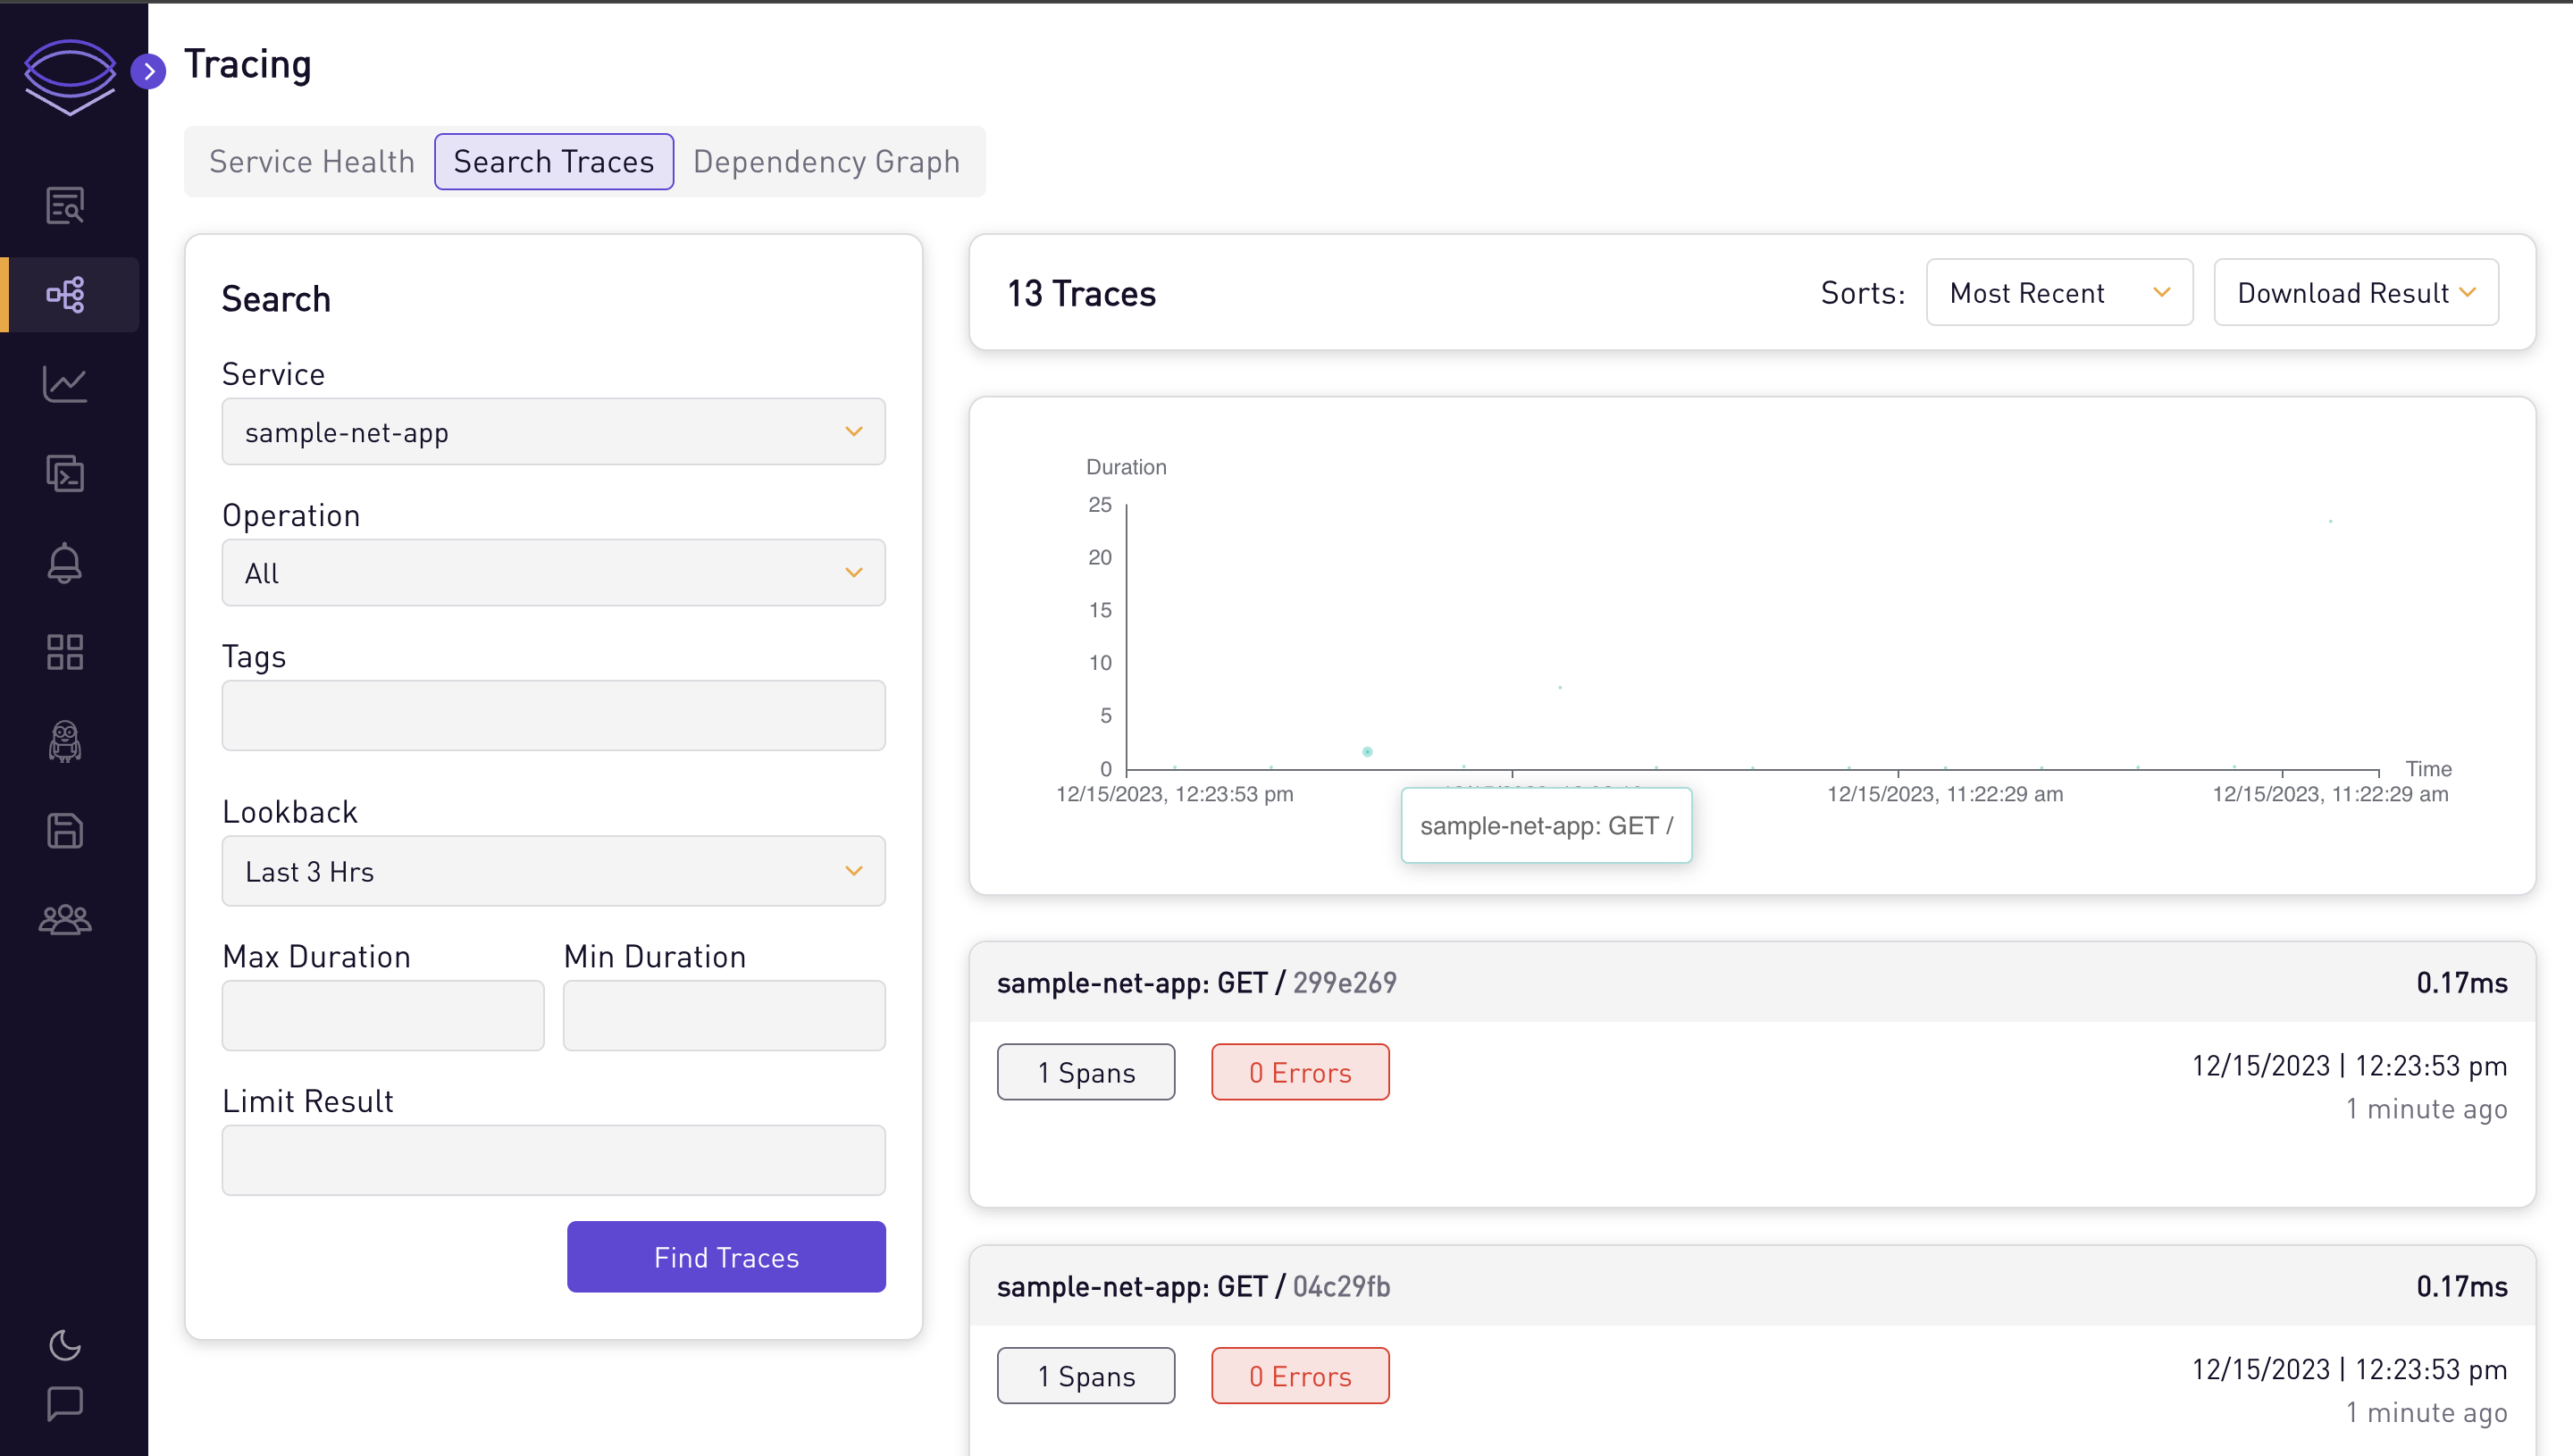 Tracing
Service Health Search Traces Dependency Graph
Search
Service
sample-net-app
Operation
All
Tags
Lookback
Last 3 Hrs
Max Duration Min Duration
Limit Result
Find Traces
13 Traces Sorts: Most Recent Download Result
Duration
25
20
15
10
5
0
Time
12/15/2023, 12:23:53 pm 12/15/2023, 11:22:29 am 12/15/2023, 11:22:29 am
sample-net-app: GET /
sample-net-app: GET / 299e269 0.17ms
1 Spans 0 Errors 12/15/2023 | 12:23:53 pm
1 minute ago
sample-net-app: GET / 04c29fb 0.17ms
1 Spans 0 Errors 12/15/2023 | 12:23:53 pm
1 minute ago